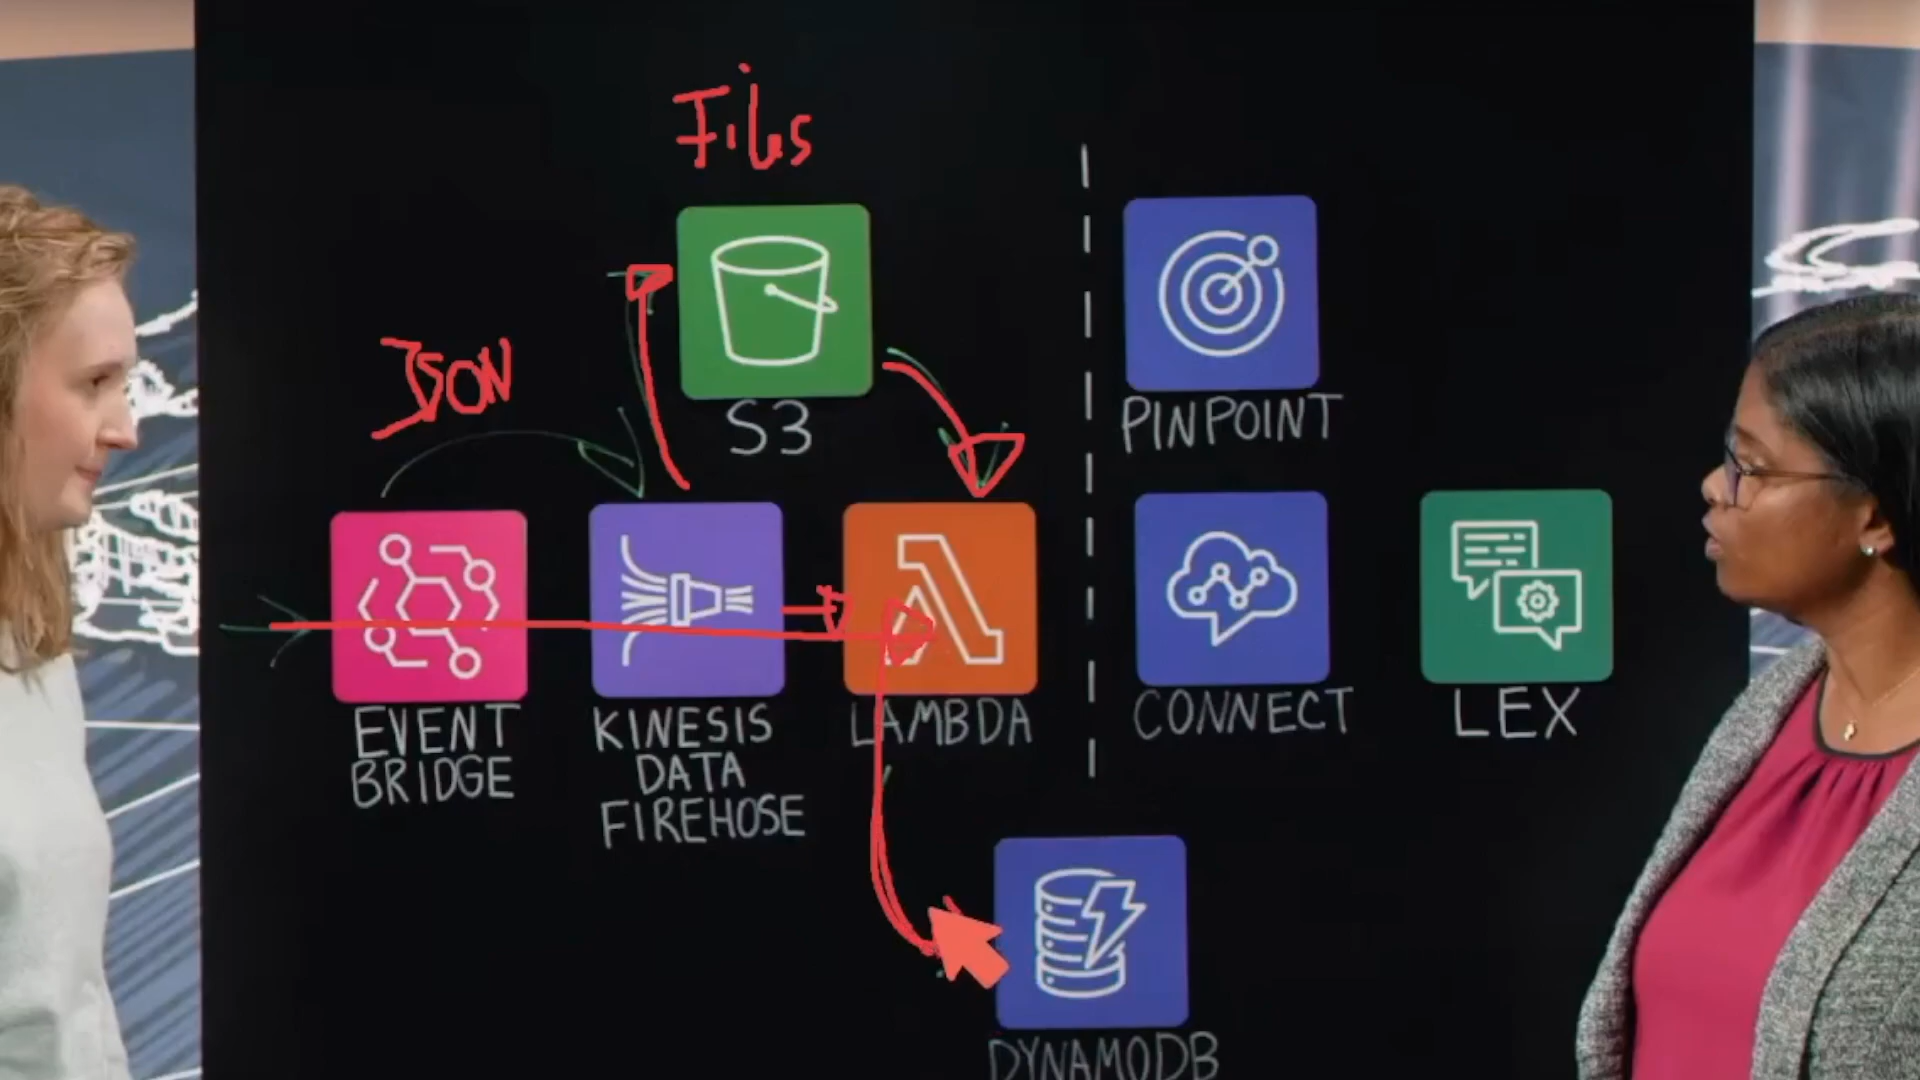 Files
S3
PINPOINT
JSON
EVENT
BRIDGE
KINESIS
DATA
FIREHOSE
LAMBDA
CONNECT
LEX
DYNAMODB